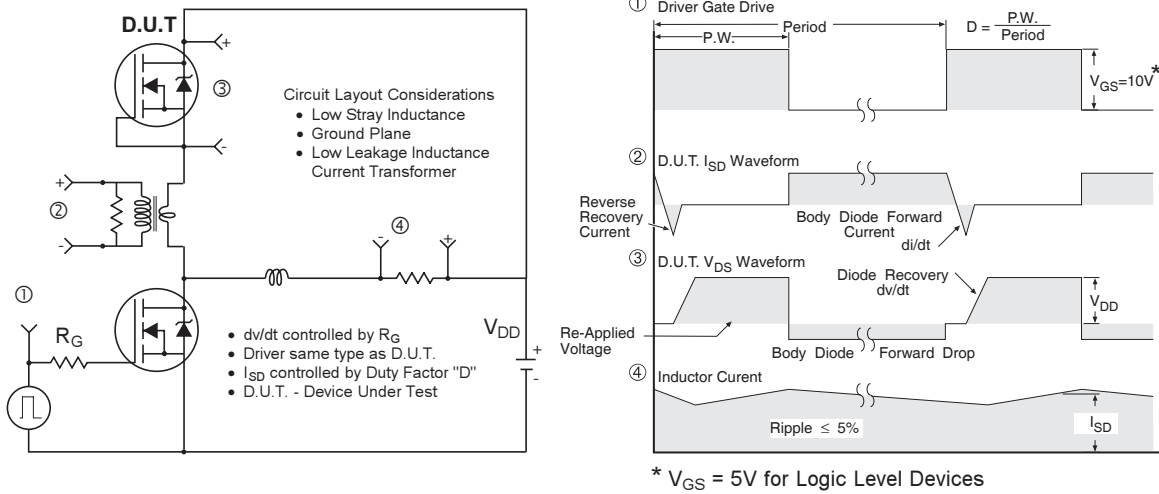 D.U.T
+
③
-
Circuit Layout Considerations
• Low Stray Inductance
• Ground Plane
• Low Leakage Inductance
Current Transformer
+
②
-
④
-
+
①
RG
• dv/dt controlled by RG
• Driver same type as D.U.T.
• ISD controlled by Duty Factor "D"
• D.U.T. - Device Under Test
VDD
+
-
① Driver Gate Drive
P.W.
Period
D = P.W.
Period
VGS=10V*
② D.U.T. ISD Waveform
Reverse
Recovery
Current
Body Diode Forward
Current
di/dt
③ D.U.T. VDS Waveform
Diode Recovery
dv/dt
VDD
Re-Applied
Voltage
Body Diode Forward Drop
④ Inductor Curent
Ripple ≤ 5%
ISD
* VGS = 5V for Logic Level Devices